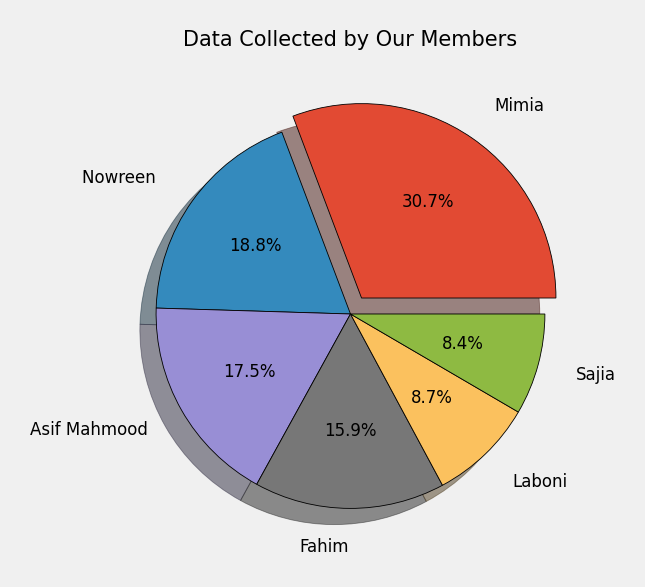 Data Collected by Our Members
Mimia
30.7%
Nowreen
18.8%
17.5%
Asif Mahmood
15.9%
Fahim
8.7%
Laboni
8.4%
Sajia